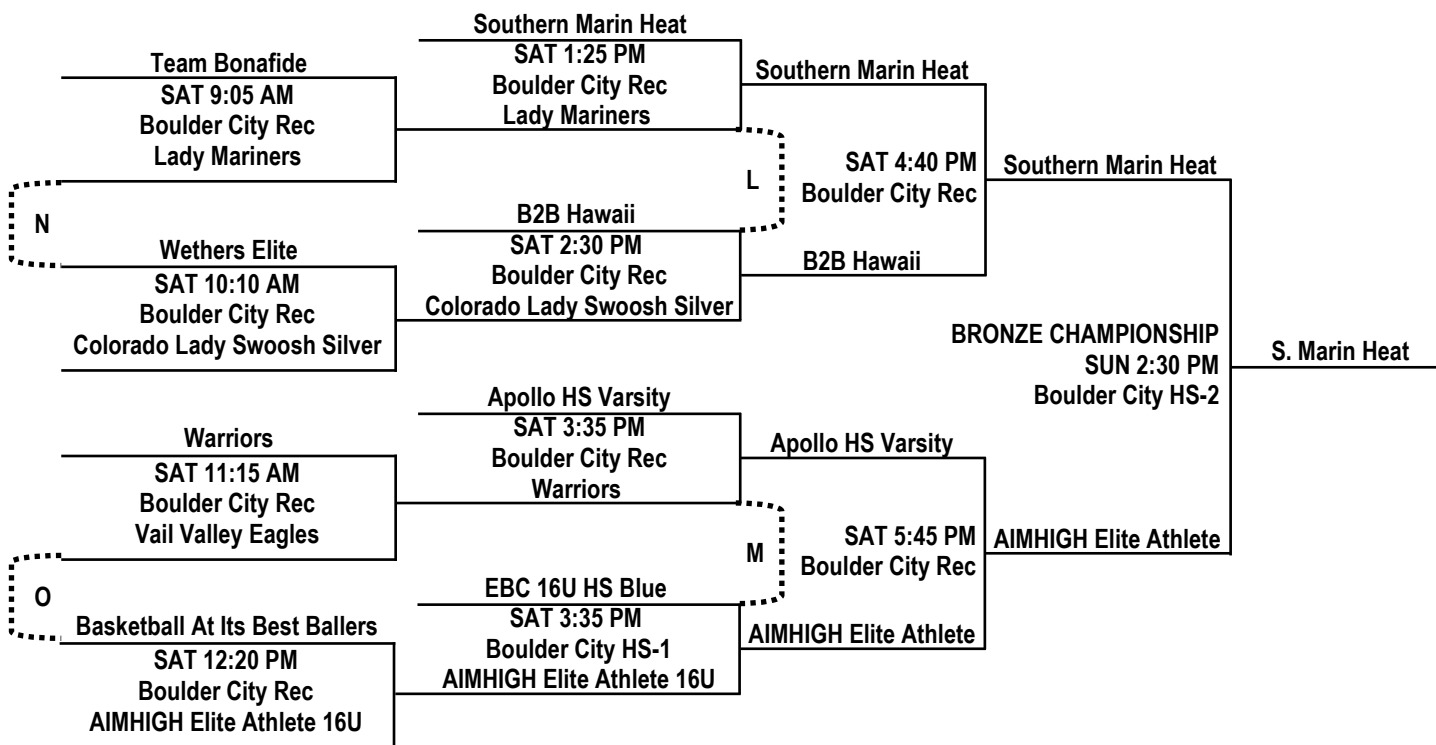 Southern Marin Heat
SAT 1:25 PM
Boulder City Rec
Lady Mariners
Team Bonafide
SAT 9:05 AM
Boulder City Rec
Lady Mariners
Southern Marin Heat
N
L
SAT 4:40 PM
Boulder City Rec
Southern Marin Heat
Wethers Elite
SAT 10:10 AM
Boulder City Rec
Colorado Lady Swoosh Silver
B2B Hawaii
SAT 2:30 PM
Boulder City Rec
Colorado Lady Swoosh Silver
B2B Hawaii
BRONZE CHAMPIONSHIP
SUN 2:30 PM
Boulder City HS-2
S. Marin Heat
Warriors
SAT 11:15 AM
Boulder City Rec
Vail Valley Eagles
Apollo HS Varsity
SAT 3:35 PM
Boulder City Rec
Warriors
Apollo HS Varsity
O
M
SAT 5:45 PM
Boulder City Rec
AIMHIGH Elite Athlete
Basketball At Its Best Ballers
SAT 12:20 PM
Boulder City Rec
AIMHIGH Elite Athlete 16U
EBC 16U HS Blue
SAT 3:35 PM
Boulder City HS-1
AIMHIGH Elite Athlete 16U
AIMHIGH Elite Athlete